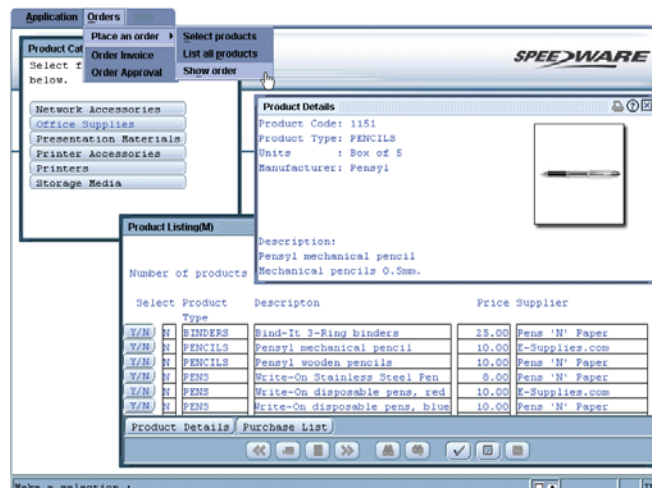 Application Orders Help
Place an order
Order Invoice
Order Approval
Select products
List all products
Show order
SPEEDWARE
Product Cat
Select f
below.
Network Accessories
Office Supplies
Presentation Materials
Printer Accessories
Printers
Storage Media
Product Details
Product Code: 1151
Product Type: PENCILS
Units : Box of 5
Manufacturer: Pensyl
Description:
Pensyl mechanical pencil
Mechanical pencils 0.5mm.
Product Listing(M)
Number of products
Select Product Type Descripton Price Supplier
Y/N N BINDERS Bind-It 3-Ring binders 25.00 Pens 'N' Paper
Y/N N PENCILS Pensyl mechanical pencil 10.00 E-Supplies.com
Y/N N PENCILS Pensyl wooden pencils 10.00 Pens 'N' Paper
Y/N N PENS Write-On Stainless Steel Pen 8.00 Pens 'N' Paper
Y/N N PENS Write-On disposable pens, red 10.00 E-Supplies.com
Y/N N PENS Write-On disposable pens, blue 10.00 Pens 'N' Paper
Product Details Purchase List
Make a selection :